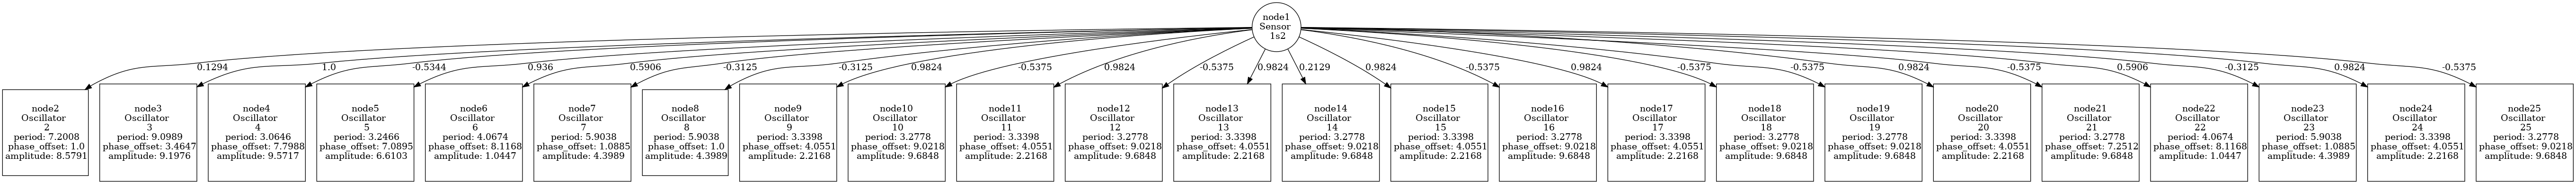 node1
Sensor
1s2
0.1294
1.0
-0.5344
0.936
0.5906
-0.3125
-0.3125
0.9824
-0.5375
0.9824
-0.5375
0.9824
0.2129
0.9824
-0.5375
0.9824
-0.5375
-0.5375
0.9824
-0.5375
0.5906
-0.3125
0.9824
-0.5375
node2
Oscillator
2
period: 7.2008
phase_offset: 1.0
amplitude: 8.5791
node3
Oscillator
3
period: 9.0989
phase_offset: 3.4647
amplitude: 9.1976
node4
Oscillator
4
period: 3.0646
phase_offset: 7.7988
amplitude: 9.5717
node5
Oscillator
5
period: 3.2466
phase_offset: 7.0895
amplitude: 6.6103
node6
Oscillator
6
period: 4.0674
phase_offset: 8.1168
amplitude: 1.0447
node7
Oscillator
7
period: 5.9038
phase_offset: 1.0885
amplitude: 4.3989
node8
Oscillator
8
period: 5.9038
phase_offset: 1.0
amplitude: 4.3989
node9
Oscillator
9
period: 3.3398
phase_offset: 4.0551
amplitude: 2.2168
node10
Oscillator
10
period: 3.2778
phase_offset: 9.0218
amplitude: 9.6848
node11
Oscillator
11
period: 3.3398
phase_offset: 4.0551
amplitude: 2.2168
node12
Oscillator
12
period: 3.2778
phase_offset: 9.0218
amplitude: 9.6848
node13
Oscillator
13
period: 3.3398
phase_offset: 4.0551
amplitude: 2.2168
node14
Oscillator
14
period: 3.2778
phase_offset: 9.0218
amplitude: 9.6848
node15
Oscillator
15
period: 3.3398
phase_offset: 4.0551
amplitude: 2.2168
node16
Oscillator
16
period: 3.2778
phase_offset: 9.0218
amplitude: 9.6848
node17
Oscillator
17
period: 3.3398
phase_offset: 4.0551
amplitude: 2.2168
node18
Oscillator
18
period: 3.2778
phase_offset: 9.0218
amplitude: 9.6848
node19
Oscillator
19
period: 3.2778
phase_offset: 9.0218
amplitude: 9.6848
node20
Oscillator
20
period: 3.3398
phase_offset: 4.0551
amplitude: 2.2168
node21
Oscillator
21
period: 3.2778
phase_offset: 7.2512
amplitude: 9.6848
node22
Oscillator
22
period: 4.0674
phase_offset: 8.1168
amplitude: 1.0447
node23
Oscillator
23
period: 5.9038
phase_offset: 1.0885
amplitude: 4.3989
node24
Oscillator
24
period: 3.3398
phase_offset: 4.0551
amplitude: 2.2168
node25
Oscillator
25
period: 3.2778
phase_offset: 9.0218
amplitude: 9.6848